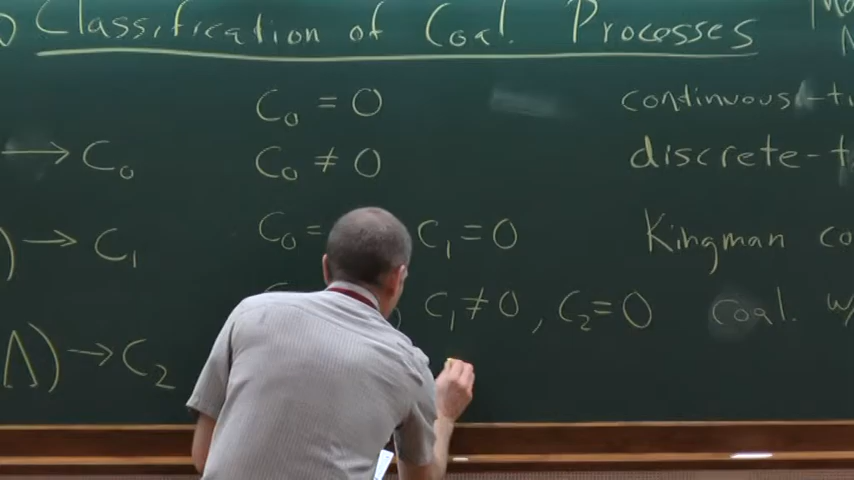 Classification of Coal. Processes
C₀ = 0 continuous-t
→ C₀ C₀ ≠ 0 discrete-t
) → C₁ C₀ = C₁ = 0 Kingman co
C₁ ≠ 0, C₂ = 0 coal. w/
Λ) → C₂